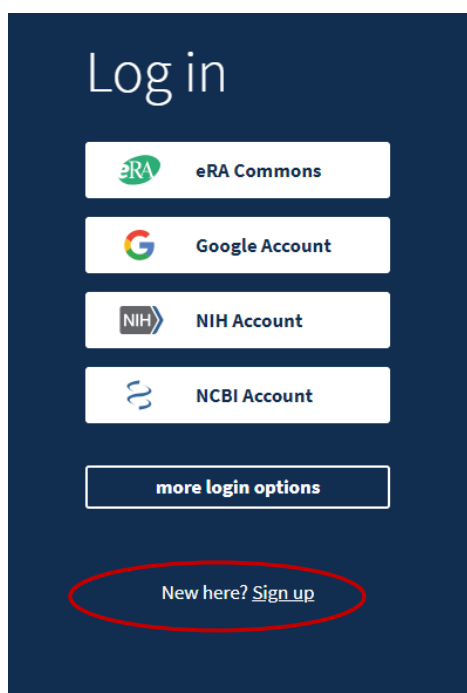 Log in
eRA eRA Commons
G Google Account
NIH NIH Account
NCBI Account
more login options
New here? Sign up